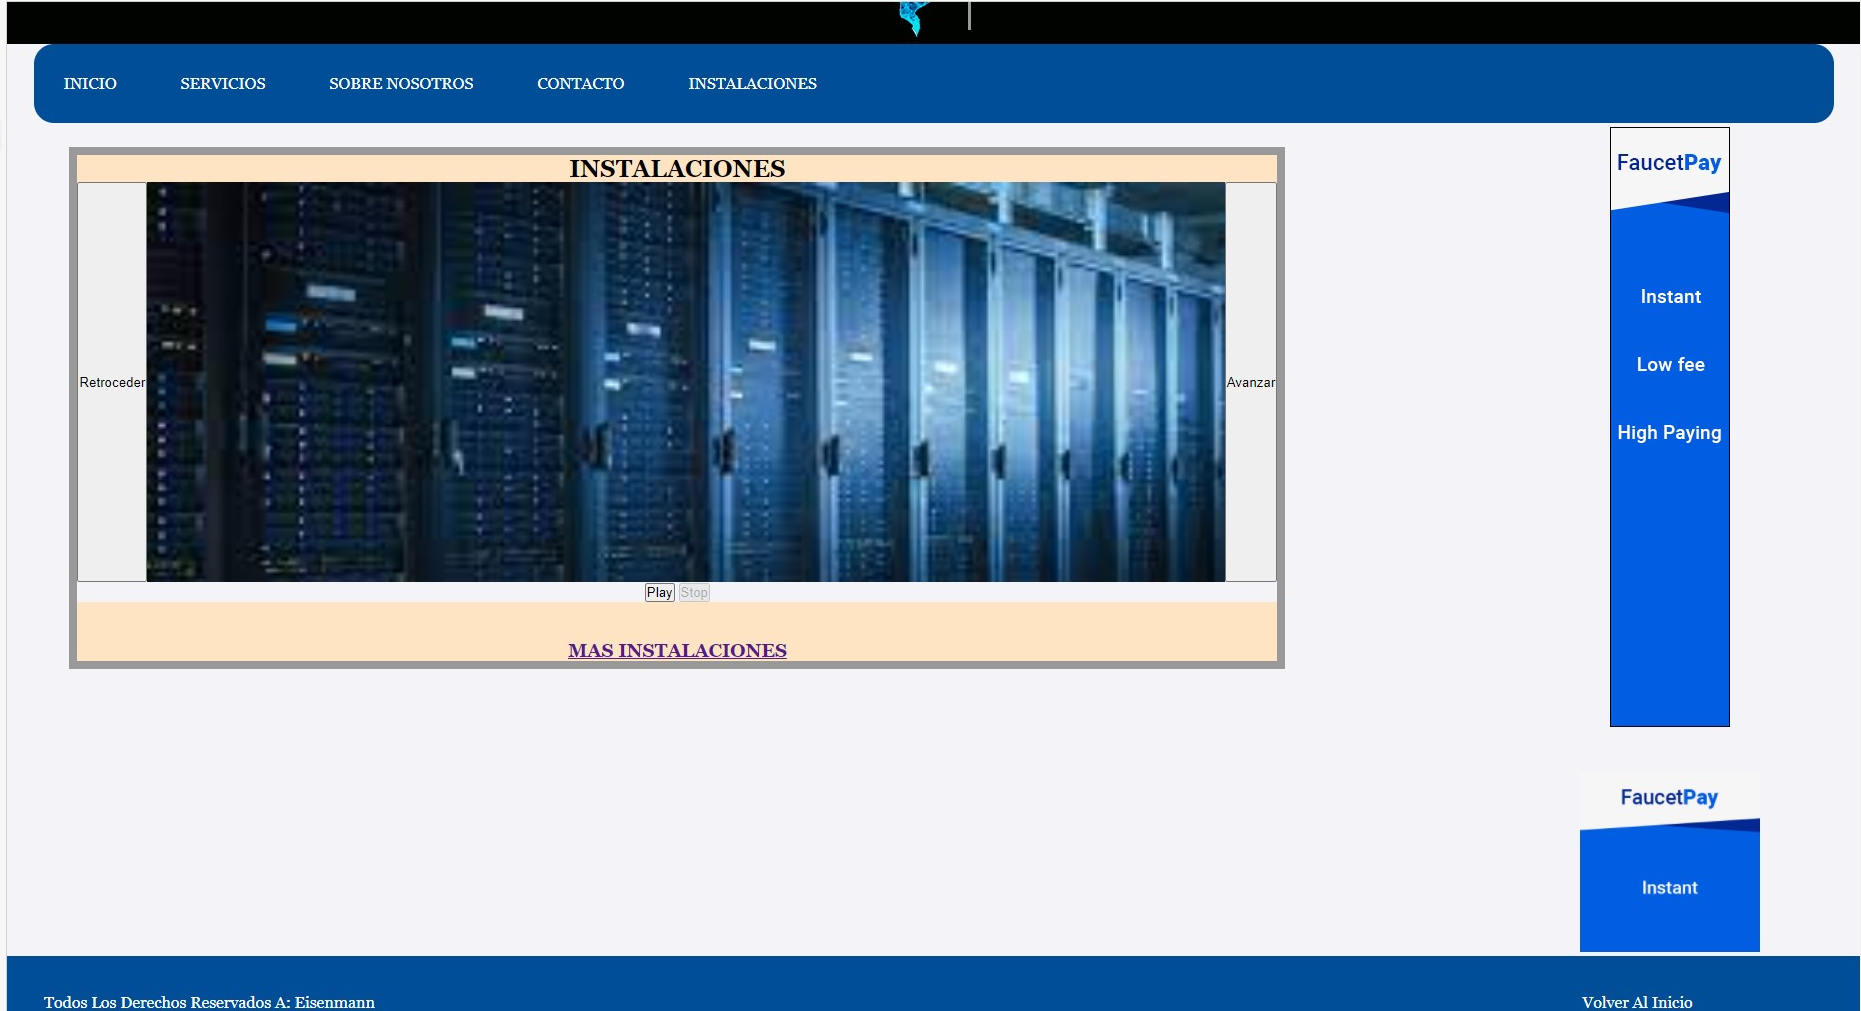 INICIO SERVICIOS SOBRE NOSOTROS CONTACTO INSTALACIONES
INSTALACIONES
Retroceder
Avanzar
Play Stop
MAS INSTALACIONES
FaucetPay
Instant
Low fee
High Paying
FaucetPay
Instant
Todos Los Derechos Reservados A: Eisenmann
Volver Al Inicio